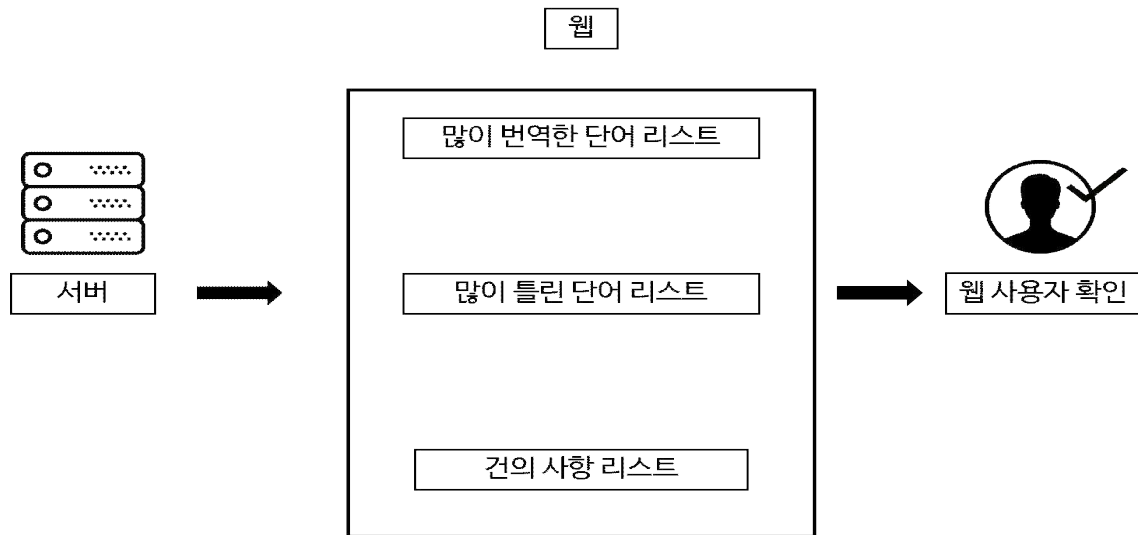 웹
많이 번역한 단어 리스트
서버
많이 틀린 단어 리스트
웹 사용자 확인
건의 사항 리스트